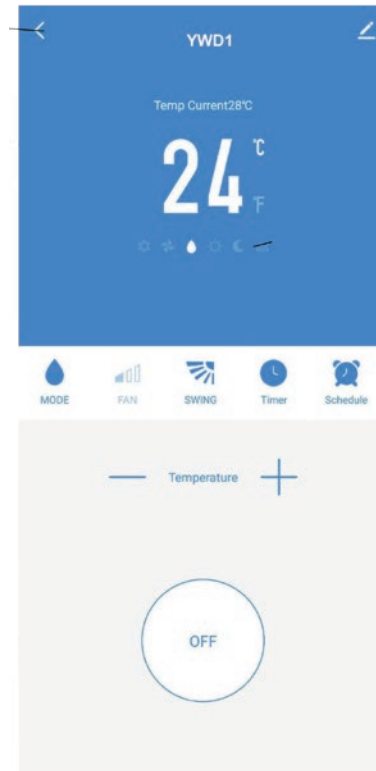 YWD1
Temp Current28℃
24 ℃
℉
MODE FAN SWING Timer Schedule
Temperature
OFF